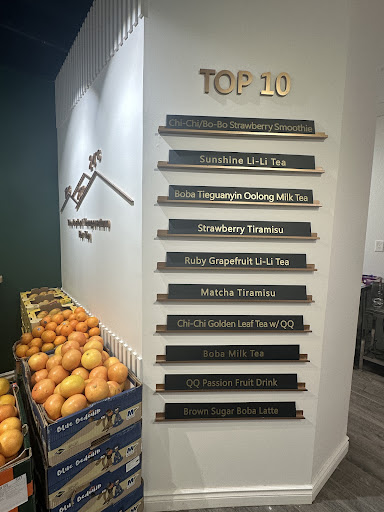 TOP 10
Chi-Chi/Bo-Bo Strawberry Smoothie
Sunshine Li-Li Tea
Boba Tieguanyin Oolong Milk Tea
Strawberry Tiramisu
Ruby Grapefruit Li-Li Tea
Matcha Tiramisu
Chi-Chi Golden Leaf Tea w/ QQ
Boba Milk Tea
QQ Passion Fruit Drink
Brown Sugar Boba Latte